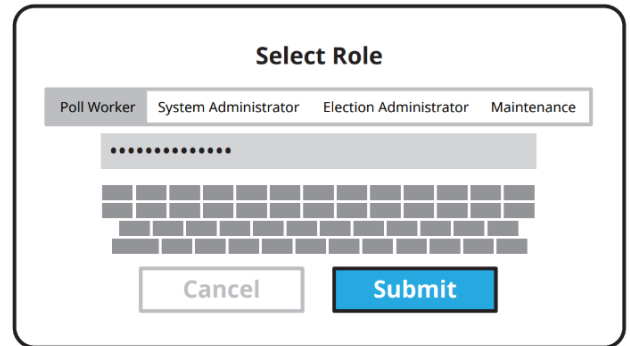 Select Role
Poll Worker System Administrator Election Administrator Maintenance
••••••••••••••
Cancel Submit